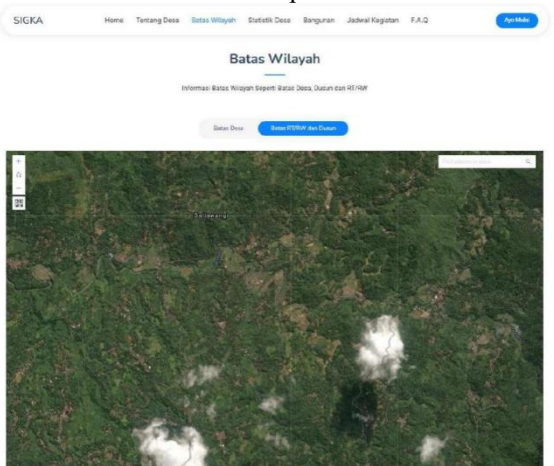 SIGKA
Home Tentang Desa Batas Wilayah Statistik Desa Bangunan Jadwal Kegiatan F.A.Q Ayo Mulai
Batas Wilayah
Informasi Batas Wilayah Seperti Batas Desa, Dusun dan RT/RW
Batas Desa Batas RT/RW dan Dusun